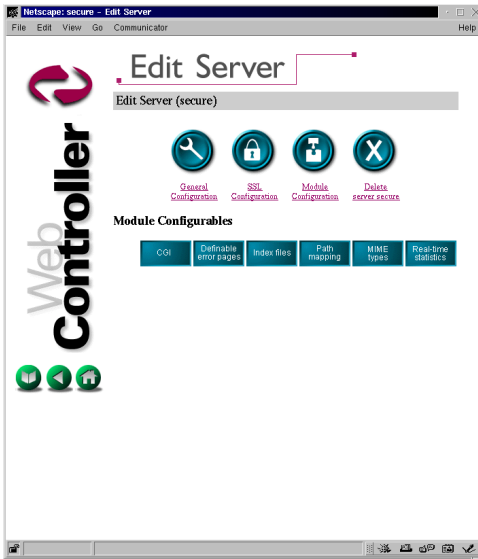 Netscape: secure - Edit Server
File Edit View Go Communicator Help
Edit Server
Edit Server (secure)
Web
Controller
General
Configuration
SSL
Configuration
Module
Configuration
Delete
server secure
Module Configurables
CGI
Definable
error pages
Index files
Path
mapping
MIME
types
Real-time
statistics